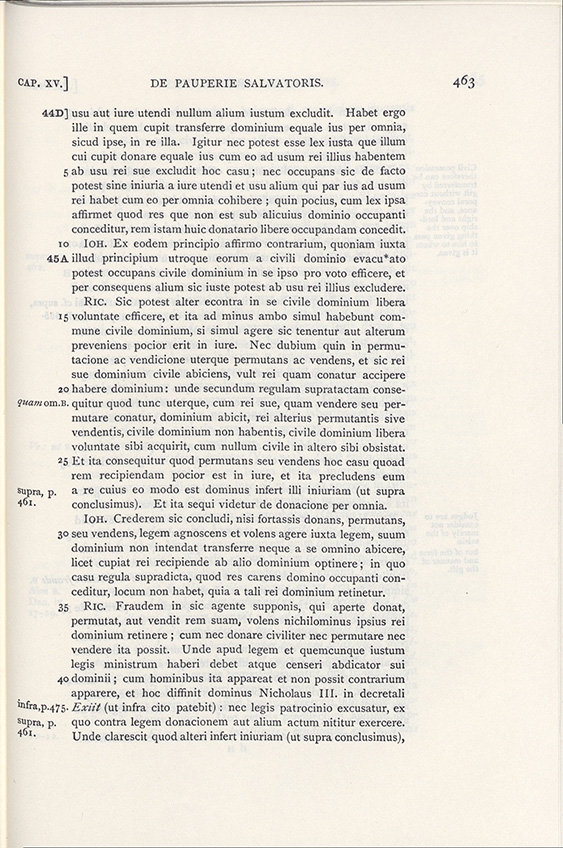 CAP. XV.] DE PAUPERIE SALVATORIS. 463
44D] usu aut iure utendi nullum alium iustum excludit. Habet ergo
ille in quem cupit transferre dominium equale ius per omnia,
sicud ipse, in re illa. Igitur nec potest esse lex iusta que illum
cui cupit donare equale ius cum eo ad usum rei illius habentem
5 ab usu rei sue excludit hoc casu; nec occupans sic de facto
potest sine iniuria a iure utendi et usu alium qui par ius ad usum
rei habet cum eo per omnia cohibere; quin pocius, cum lex ipsa
affirmet quod res que non est sub alicuius dominio occupanti
conceditur, rem istam huic donatario libere occupandam concedit.
10 IOH. Ex eodem principio affirmo contrarium, quoniam iuxta
45A illud principium utroque eorum a civili dominio evacu*ato
potest occupans civile dominium in se ipso pro voto efficere, et
per consequens alium sic iuste potest ab usu rei illius excludere.
RIC. Sic potest alter econtra in se civile dominium libera
15 voluntate efficere, et ita ad minus ambo simul habebunt com-
mune civile dominium, si simul agere sic tenentur aut alterum
preveniens pocior erit in iure. Nec dubium quin in permu-
tacione ac vendicione uterque permutans ac vendens, et sic rei
sue dominium civile abiciens, vult rei quam conatur accipere
20 habere dominium: unde secundum regulam supratactam conse-
quam om. B. quitur quod tunc uterque, cum rei sue, quam vendere seu per-
mutare conatur, dominium abicit, rei alterius permutantis sive
vendentis, civile dominium non habentis, civile dominium libera
voluntate sibi acquirit, cum nullum civile in altero sibi obsistat.
25 Et ita consequitur quod permutans seu vendens hoc casu quoad
rem recipiendam pocior est in iure, et ita precludens eum
supra, p. a re cuius eo modo est dominus infert illi iniuriam (ut supra
461. conclusimus). Et ita sequi videtur de donacione per omnia.
IOH. Crederem sic concludi, nisi fortassis donans, permutans,
30 seu vendens, legem agnoscens et volens agere iuxta legem, suum
dominium non intendat transferre neque a se omnino abicere,
licet cupiat rei recipiende ab alio dominium optinere; in quo
casu regula supradicta, quod res carens domino occupanti con-
ceditur, locum non habet, quia a tali rei dominium retinetur.
35 RIC. Fraudem in sic agente supponis, qui aperte donat,
permutat, aut vendit rem suam, volens nichilominus ipsius rei
dominium retinere; cum nec donare civiliter nec permutare nec
vendere ita possit. Unde apud legem et quemcunque iustum
legis ministrum haberi debet atque censeri abdicator sui
40 dominii; cum hominibus ita appareat et non possit contrarium
apparere, et hoc diffinit dominus Nicholaus III. in decretali
infra, p. 475. Exiit (ut infra cito patebit): nec legis patrocinio excusatur, ex
supra, p. quo contra legem donacionem aut alium actum nititur exercere.
461. Unde clarescit quod alteri infert iniuriam (ut supra conclusimus),